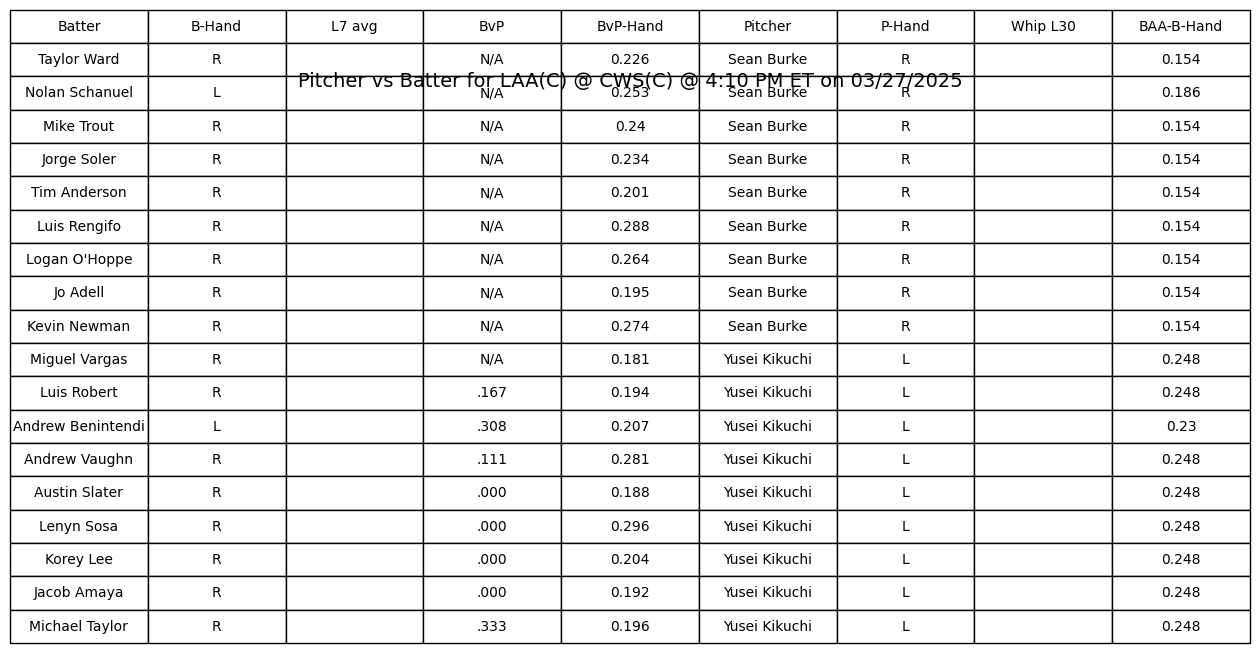 Batter B-Hand L7 avg BvP BvP-Hand Pitcher P-Hand Whip L30 BAA-B-Hand
Taylor Ward R N/A 0.226 Sean Burke R 0.154
Pitcher vs Batter for LAA(C) @ CWS(C) @ 4:10 PM ET on 03/27/2025
Nolan Schanuel L N/A 0.253 Sean Burke R 0.186
Mike Trout R N/A 0.24 Sean Burke R 0.154
Jorge Soler R N/A 0.234 Sean Burke R 0.154
Tim Anderson R N/A 0.201 Sean Burke R 0.154
Luis Rengifo R N/A 0.288 Sean Burke R 0.154
Logan O'Hoppe R N/A 0.264 Sean Burke R 0.154
Jo Adell R N/A 0.195 Sean Burke R 0.154
Kevin Newman R N/A 0.274 Sean Burke R 0.154
Miguel Vargas R N/A 0.181 Yusei Kikuchi L 0.248
Luis Robert R .167 0.194 Yusei Kikuchi L 0.248
Andrew Benintendi L .308 0.207 Yusei Kikuchi L 0.23
Andrew Vaughn R .111 0.281 Yusei Kikuchi L 0.248
Austin Slater R .000 0.188 Yusei Kikuchi L 0.248
Lenyn Sosa R .000 0.296 Yusei Kikuchi L 0.248
Korey Lee R .000 0.204 Yusei Kikuchi L 0.248
Jacob Amaya R .000 0.192 Yusei Kikuchi L 0.248
Michael Taylor R .333 0.196 Yusei Kikuchi L 0.248